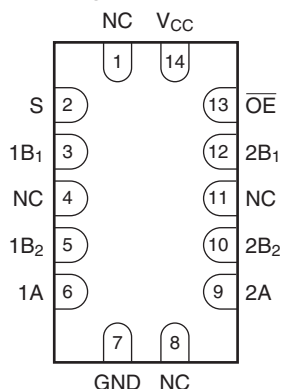 NC V_CC
1 14
S 2 13 O̅E̅
1B₁ 3 12 2B₁
NC 4 11 NC
1B₂ 5 10 2B₂
1A 6 9 2A
7 8
GND NC